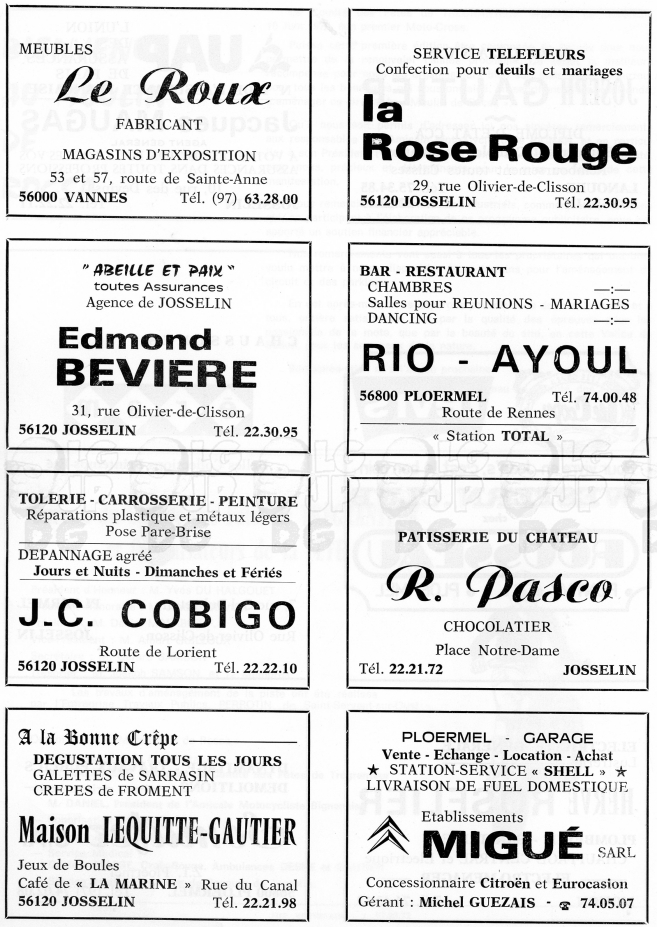 MEUBLES
Le Roux
FABRICANT
MAGASINS D'EXPOSITION
53 et 57, route de Sainte-Anne
56000 VANNES Tél. (97) 63.28.00
SERVICE TELEFLEURS
Confection pour deuils et mariages
la
Rose Rouge
29, rue Olivier-de-Clisson
56120 JOSSELIN Tél. 22.30.95
" ABEILLE ET PAIX "
toutes Assurances
Agence de JOSSELIN
Edmond
BEVIERE
31, rue Olivier-de-Clisson
56120 JOSSELIN Tél. 22.30.95
BAR - RESTAURANT
CHAMBRES —:—
Salles pour REUNIONS - MARIAGES
DANCING —:—
RIO - AYOUL
56800 PLOERMEL Tél. 74.00.48
Route de Rennes
« Station TOTAL »
TOLERIE - CARROSSERIE - PEINTURE
Réparations plastique et métaux légers
Pose Pare-Brise
DEPANNAGE agréé
Jours et Nuits - Dimanches et Fériés
J.C. COBIGO
Route de Lorient
56120 JOSSELIN Tél. 22.22.10
PATISSERIE DU CHATEAU
R. Pasco
CHOCOLATIER
Place Notre-Dame
Tél. 22.21.72 JOSSELIN
A la Bonne Crêpe
DEGUSTATION TOUS LES JOURS
GALETTES de SARRASIN
CREPES de FROMENT
Maison LEQUITTE-GAUTIER
Jeux de Boules
Café de « LA MARINE » Rue du Canal
56120 JOSSELIN Tél. 22.21.98
PLOERMEL - GARAGE
Vente - Echange - Location - Achat
★ STATION-SERVICE « SHELL » ★
LIVRAISON DE FUEL DOMESTIQUE
Etablissements
MIGUÉ SARL
Concessionnaire Citroën et Eurocasion
Gérant : Michel GUEZAIS - ☎ 74.05.07